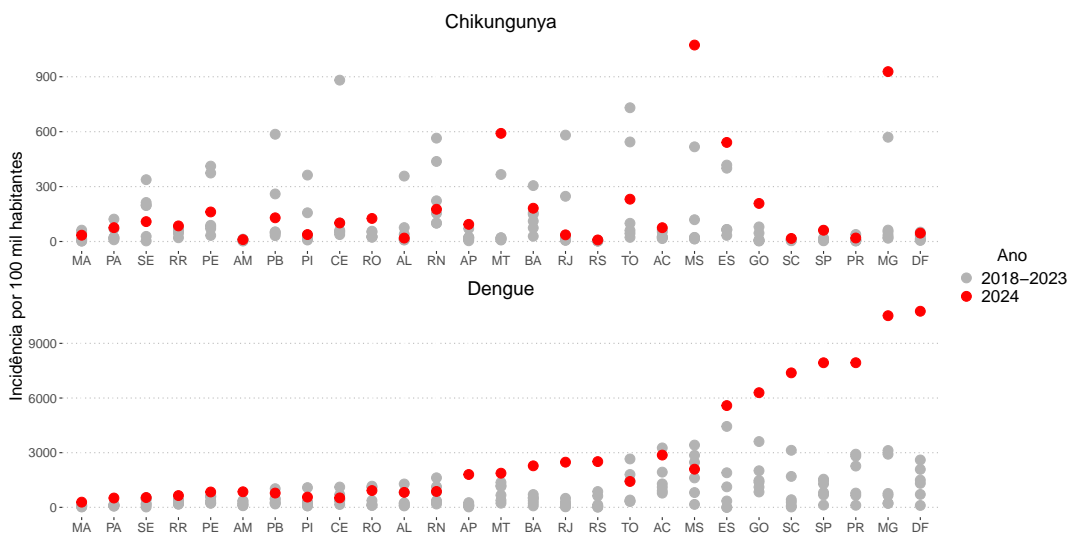 Chikungunya
Incidência por 100 mil habitantes
900
600
300
0
MA PA SE RR PE AM PB PI CE RO AL RN AP MT BA RJ RS TO AC MS ES GO SC SP PR MG DF
Dengue
9000
6000
3000
0
MA PA SE RR PE AM PB PI CE RO AL RN AP MT BA RJ RS TO AC MS ES GO SC SP PR MG DF
Ano
2018−2023
2024